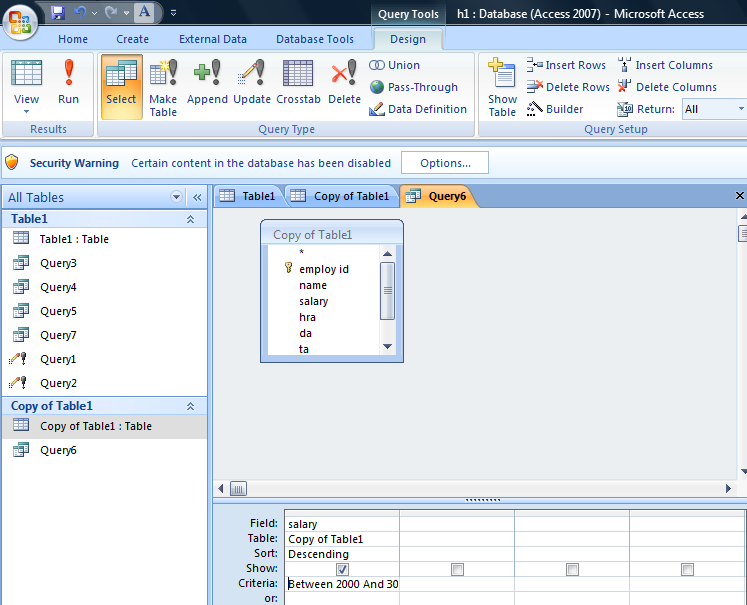 Query Tools
h1 : Database (Access 2007) - Microsoft Access
Home Create External Data Database Tools Design
View Run Select Make Table Append Update Crosstab Delete
Union
Pass-Through
Data Definition
Show Table
Insert Rows
Delete Rows
Builder
Insert Columns
Delete Columns
Return: All
Results Query Type Query Setup
Security Warning Certain content in the database has been disabled Options...
All Tables
Table1
Table1 : Table
Query3
Query4
Query5
Query7
Query1
Query2
Copy of Table1
Copy of Table1 : Table
Query6
Table1 Copy of Table1 Query6
Copy of Table1
*
employ id
name
salary
hra
da
ta
Field: salary
Table: Copy of Table1
Sort: Descending
Show:
Criteria: Between 2000 And 30
or: